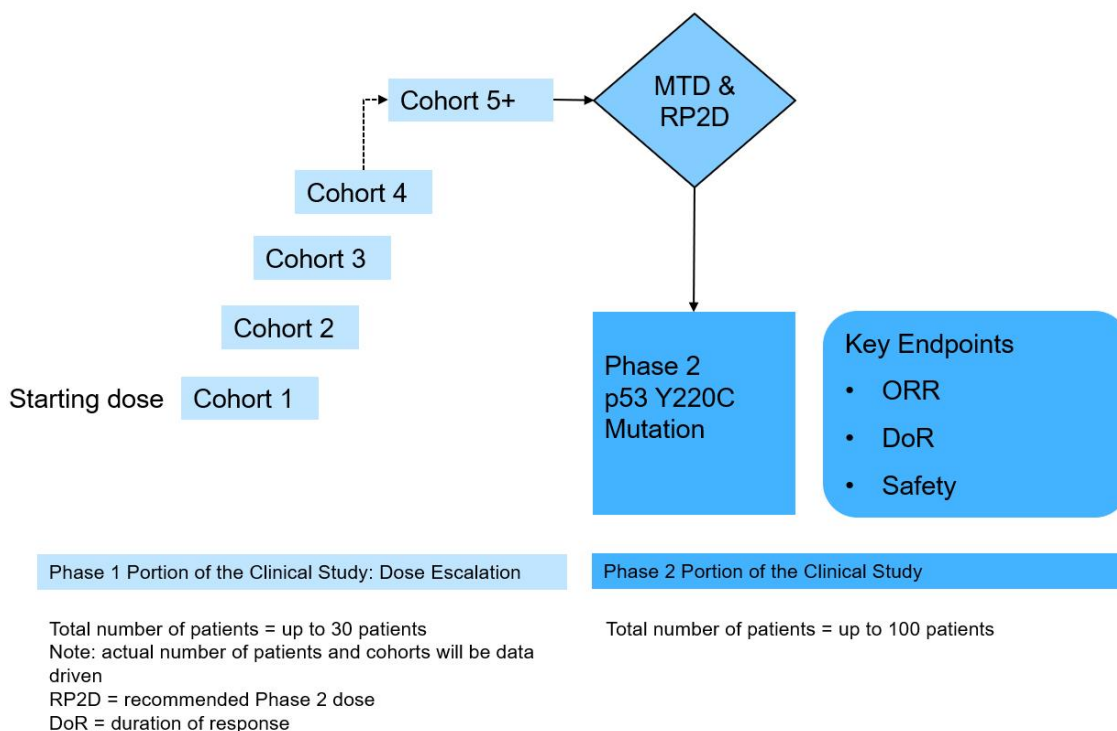 Cohort 5+
MTD &
RP2D
Cohort 4
Cohort 3
Cohort 2
Starting dose
Cohort 1
Phase 2
p53 Y220C
Mutation
Key Endpoints
• ORR
• DoR
• Safety
Phase 1 Portion of the Clinical Study: Dose Escalation
Total number of patients = up to 30 patients
Note: actual number of patients and cohorts will be data
driven
RP2D = recommended Phase 2 dose
DoR = duration of response
Phase 2 Portion of the Clinical Study
Total number of patients = up to 100 patients